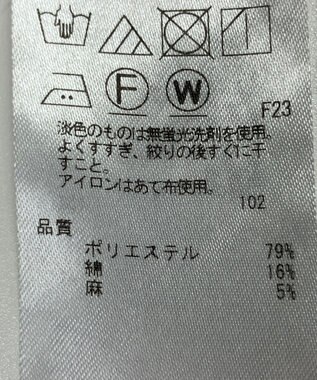 F W
F23
淡色のものは無蛍光洗剤を使用。
よくすすぎ、絞りの後すぐに干
すこと。
アイロンはあて布使用。
102
品質
ポリエステル 79%
綿 16%
麻 5%